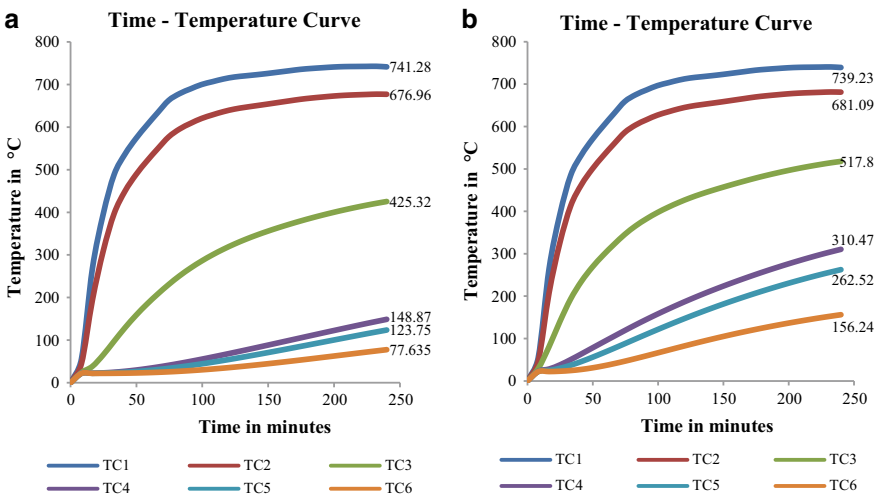 a
Time - Temperature Curve
Temperature in °C
800
700
600
500
400
300
200
100
0
741.28
676.96
425.32
148.87
123.75
77.635
0 50 100 150 200 250
Time in minutes
TC1 TC2 TC3
TC4 TC5 TC6
b
Time - Temperature Curve
Temperature in °C
800
700
600
500
400
300
200
100
0
739.23
681.09
517.8
310.47
262.52
156.24
0 50 100 150 200 250
Time in minutes
TC1 TC2 TC3
TC4 TC5 TC6